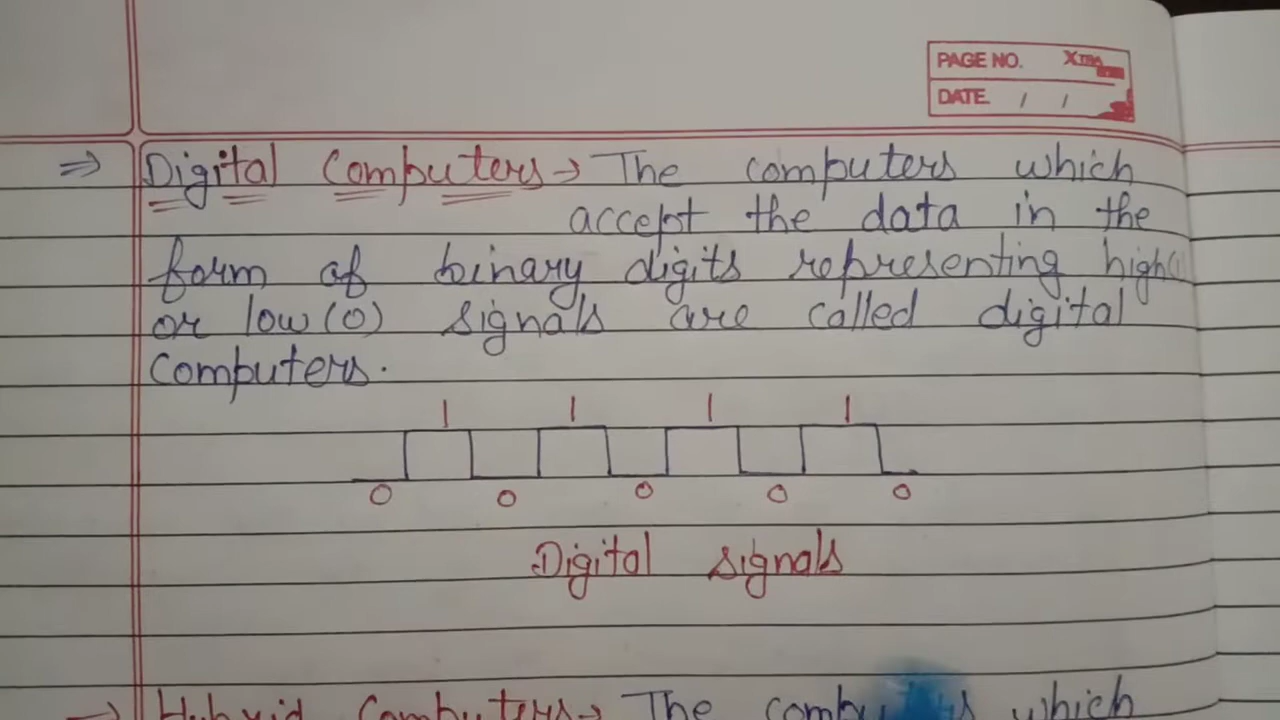 PAGE NO.
DATE / /
⇒ Digital Computers → The computers which
accept the data in the
form of binary digits representing high(
or low (0) signals are called digital
Computers.
1 1 1 1
0 0 0 0 0
Digital signals
→ Hybrid Computers → The computers which